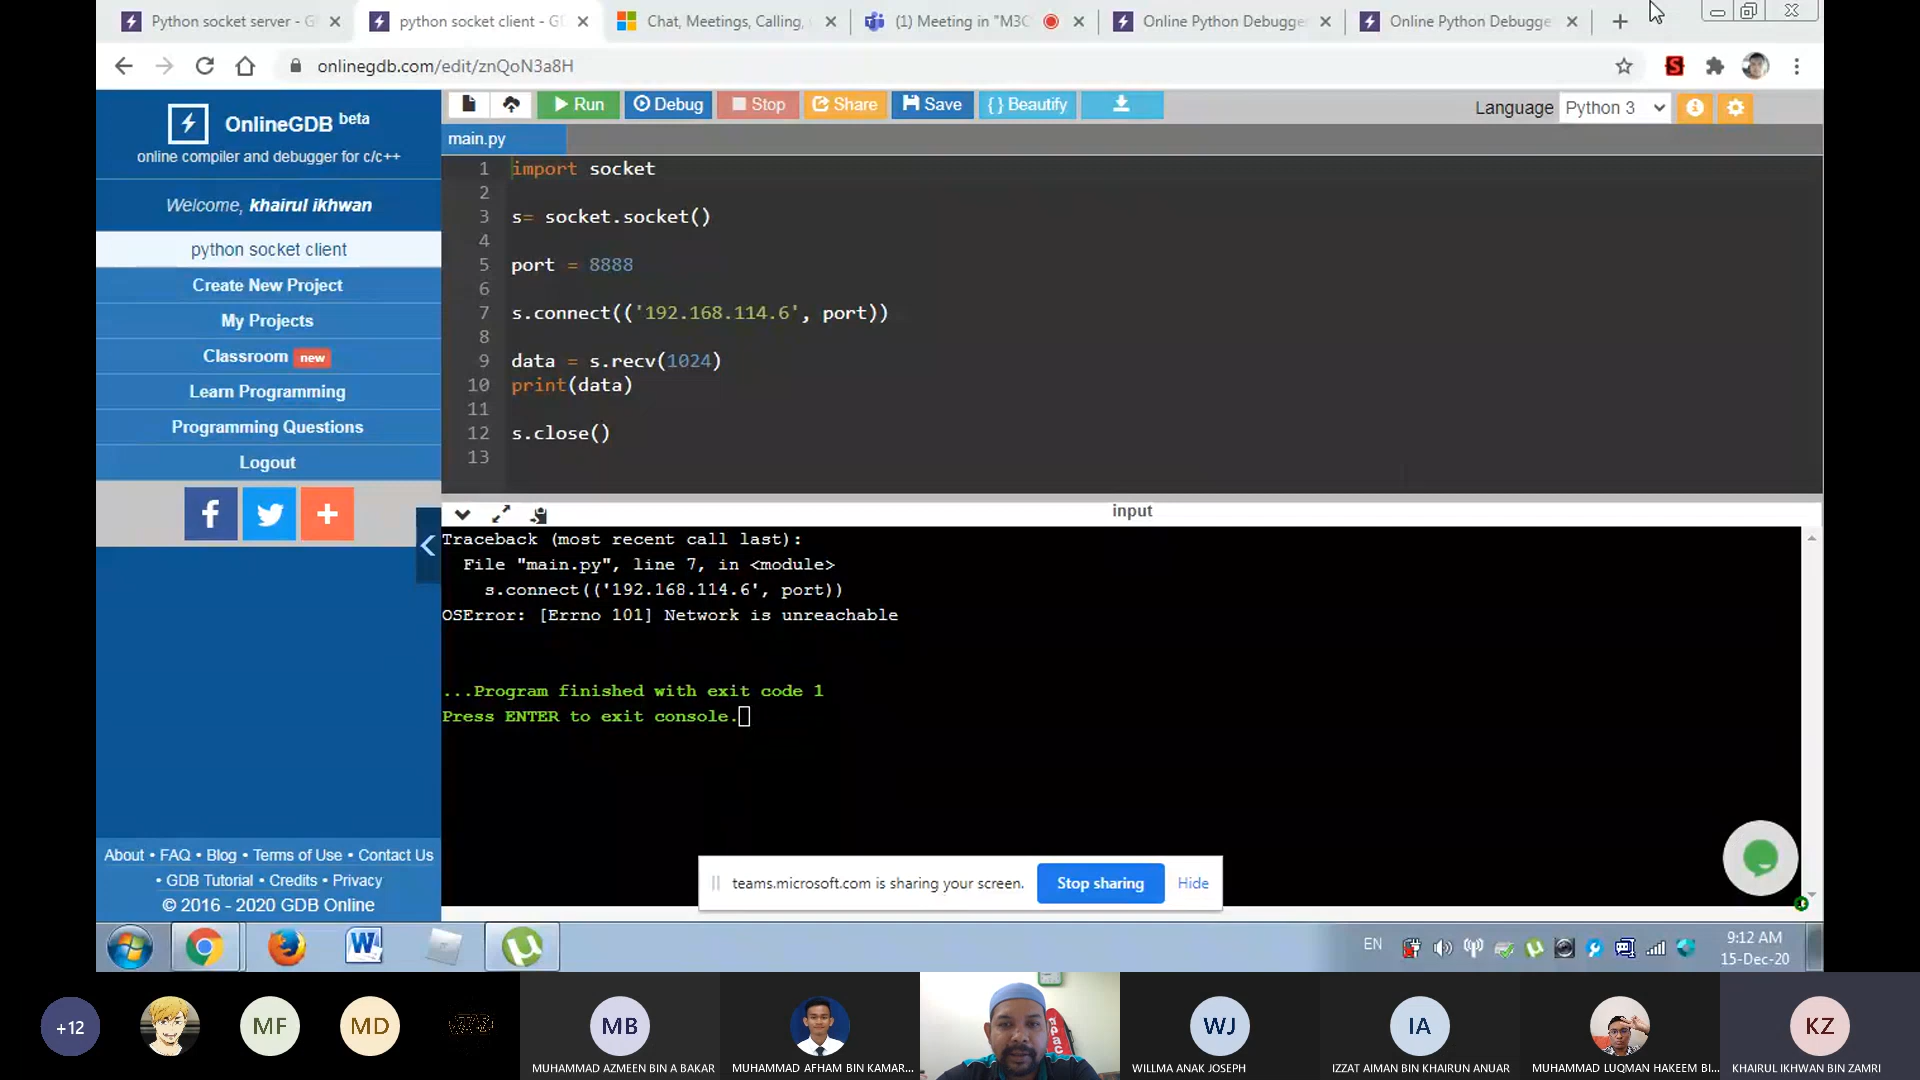 Python socket server - G
python socket client - G
Chat, Meetings, Calling,
(1) Meeting in "M3C
Online Python Debugge
Online Python Debugge
onlinegdb.com/edit/znQoN3a8H
OnlineGDB beta
online compiler and debugger for c/c++
Welcome, khairul ikhwan
python socket client
Create New Project
My Projects
Classroom new
Learn Programming
Programming Questions
Logout
Run
Debug
Stop
Share
Save
{ } Beautify
Language
Python 3
main.py
1 import socket
2
3 s= socket.socket()
4
5 port = 8888
6
7 s.connect(('192.168.114.6', port))
8
9 data = s.recv(1024)
10 print(data)
11
12 s.close()
13
input
Traceback (most recent call last):
File "main.py", line 7, in <module>
s.connect(('192.168.114.6', port))
OSError: [Errno 101] Network is unreachable
...Program finished with exit code 1
Press ENTER to exit console.
About • FAQ • Blog • Terms of Use • Contact Us
• GDB Tutorial • Credits • Privacy
© 2016 - 2020 GDB Online
teams.microsoft.com is sharing your screen.
Stop sharing
Hide
EN
9:12 AM
15-Dec-20
+12
MF
MD
MB
WJ
IA
KZ
MUHAMMAD AZMEEN BIN A BAKAR
MUHAMMAD AFHAM BIN KAMAR...
WILLMA ANAK JOSEPH
IZZAT AIMAN BIN KHAIRUN ANUAR
MUHAMMAD LUQMAN HAKEEM BI...
KHAIRUL IKHWAN BIN ZAMRI